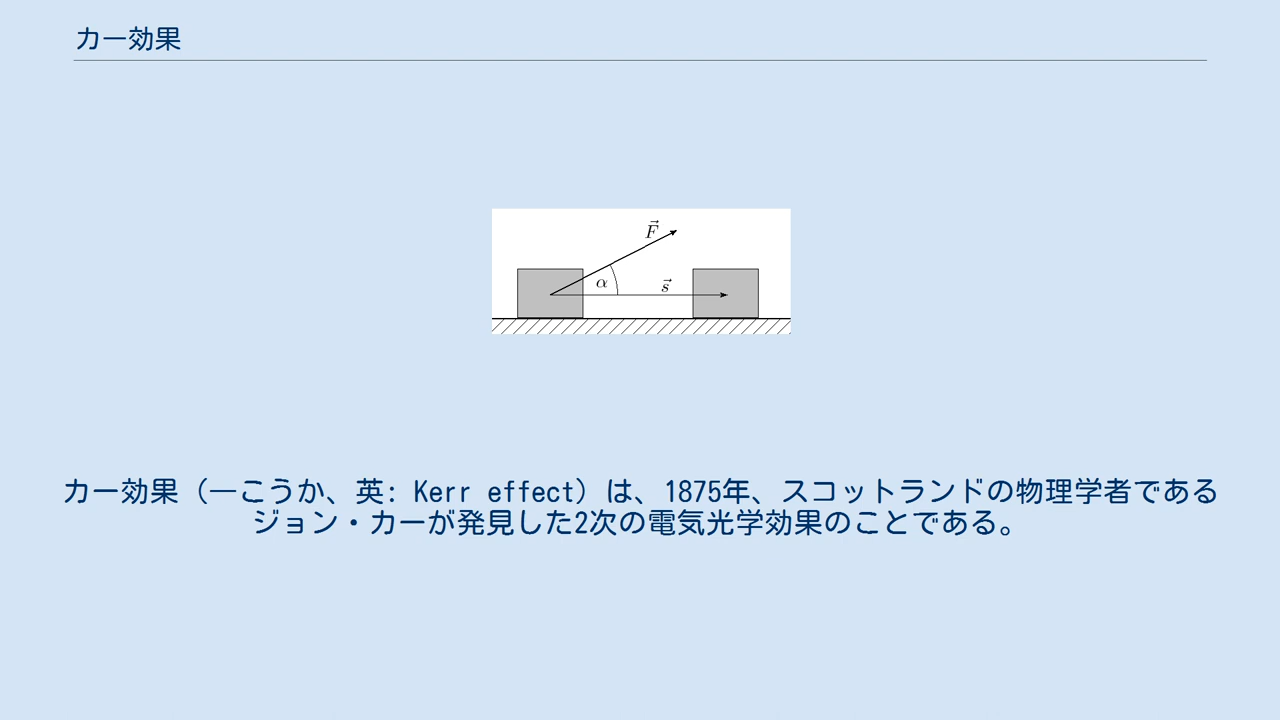 カー効果
F⃗
α
s⃗
カー効果（—こうか、英: Kerr effect）は、1875年、スコットランドの物理学者である
ジョン・カーが発見した2次の電気光学効果のことである。